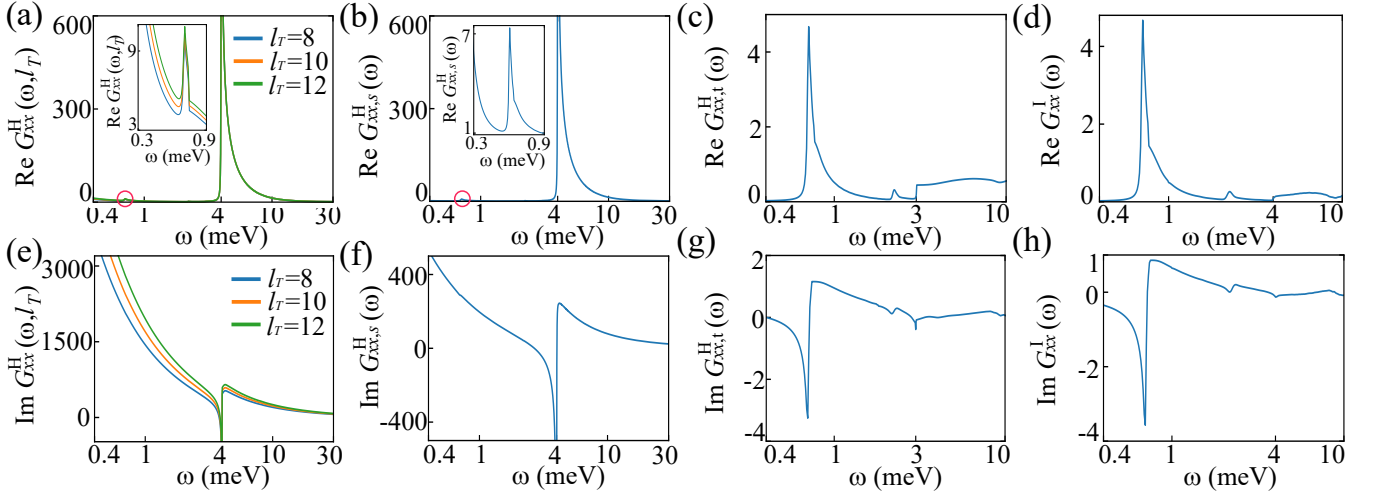 (a)
Re G^H_xx(ω,l_T)
600
300
0
0.4 1 4 10 30
ω (meV)
l_T=8
l_T=10
l_T=12
Re G^H_xx(ω,l_T)
9
3
0.3 0.9
ω (meV)
(b)
Re G^H_xx,s(ω)
600
300
0
0.4 1 4 10 30
ω (meV)
Re G^H_xx,s(ω)
7
1
0.3 0.9
ω (meV)
(c)
Re G^H_xx,t(ω)
4
2
0
0.4 1 3 10
ω (meV)
(d)
Re G^I_xx(ω)
4
2
0
0.4 1 4 10
ω (meV)
(e)
Im G^H_xx(ω,l_T)
3200
1500
0
0.4 1 4 10 30
ω (meV)
l_T=8
l_T=10
l_T=12
(f)
Im G^H_xx,s(ω)
400
0
-400
0.4 1 4 10 30
ω (meV)
(g)
Im G^H_xx,t(ω)
2
0
-2
-4
0.4 1 3 10
ω (meV)
(h)
Im G^I_xx(ω)
1
0
-2
-4
0.4 1 4 10
ω (meV)